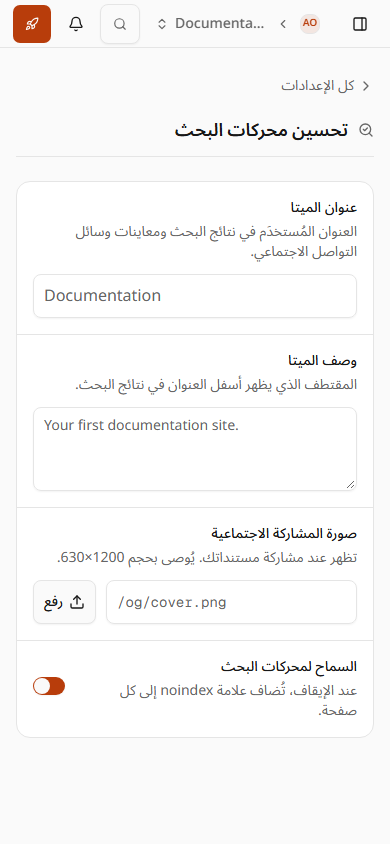 AO
Documenta...
كل الإعدادات
تحسين محركات البحث
عنوان الميتا
العنوان المُستخدَم في نتائج البحث ومعاينات وسائل
التواصل الاجتماعي.
Documentation
وصف الميتا
المقتطف الذي يظهر أسفل العنوان في نتائج البحث.
Your first documentation site.
صورة المشاركة الاجتماعية
تظهر عند مشاركة مستنداتك. يُوصى بحجم 1200×630.
/og/cover.png
رفع
السماح لمحركات البحث
عند الإيقاف، تُضاف علامة noindex إلى كل
صفحة.